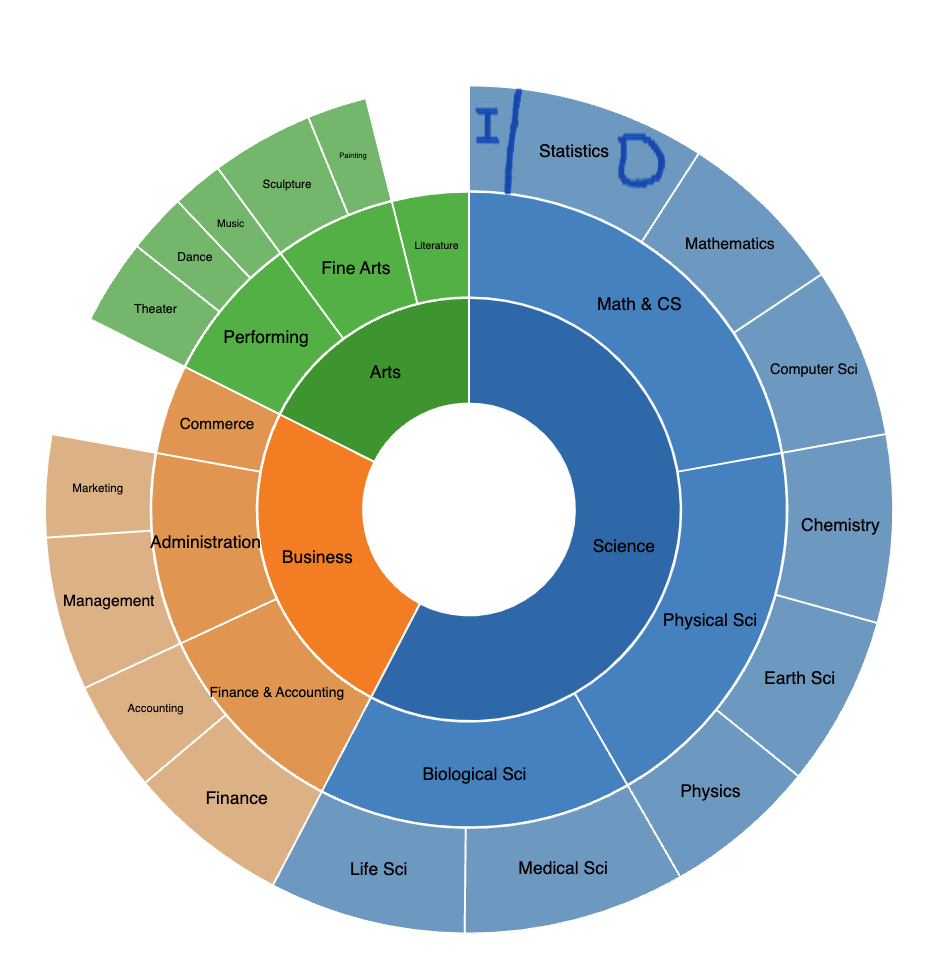 I
Statistics D
Painting
Sculpture
Music
Mathematics
Literature
Dance
Fine Arts
Math & CS
Theater
Performing
Computer Sci
Arts
Commerce
Marketing
Chemistry
Administration
Science
Business
Management
Physical Sci
Earth Sci
Finance & Accounting
Accounting
Biological Sci
Physics
Finance
Life Sci
Medical Sci